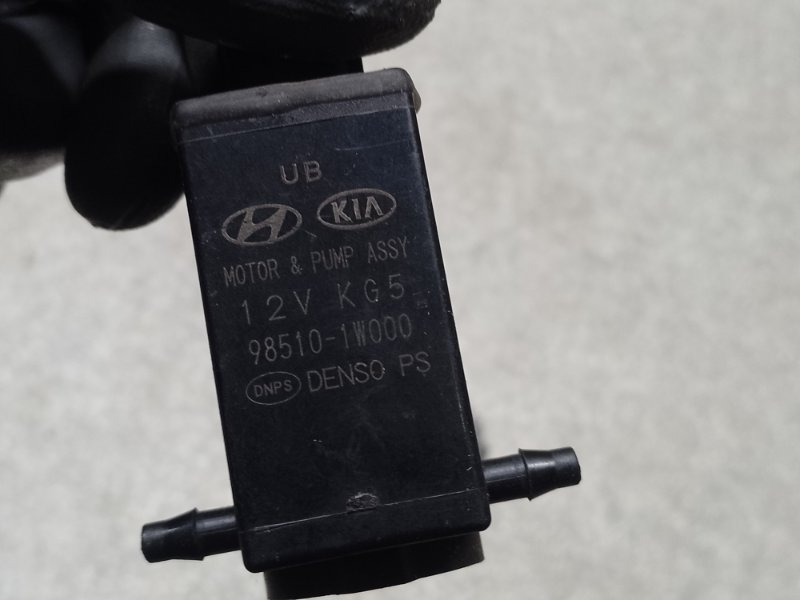 UB
KIA
MOTOR & PUMP ASSY
12V KG5
98510-1W000
DNPS DENSO PS